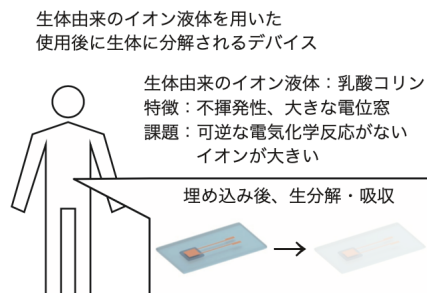 生体由来のイオン液体を用いた
使用後に生体に分解されるデバイス
生体由来のイオン液体：乳酸コリン
特徴：不揮発性、大きな電位窓
課題：可逆な電気化学反応がない
イオンが大きい
埋め込み後、生分解・吸収